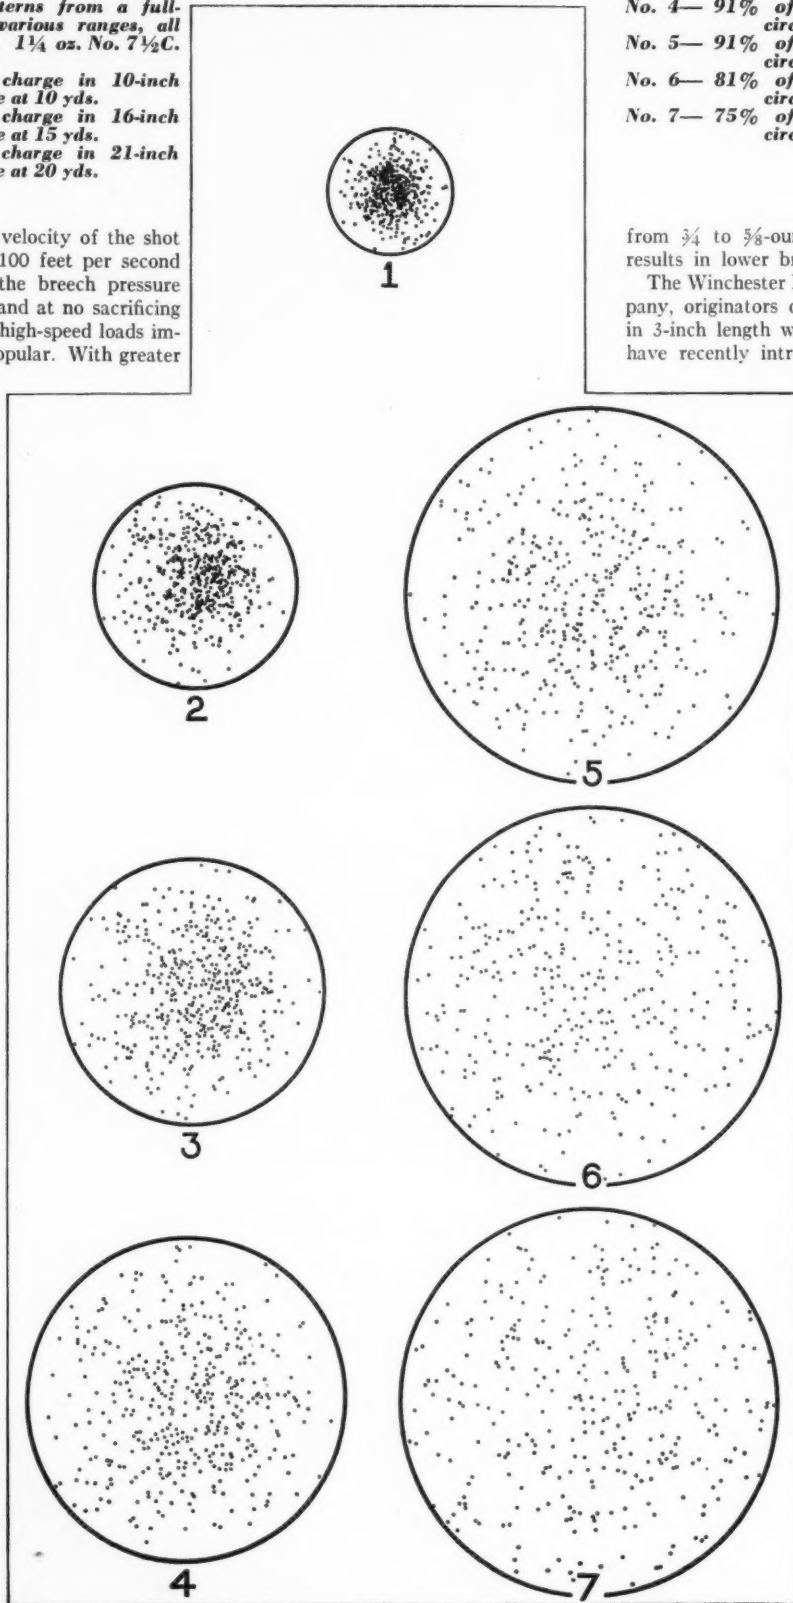 terns from a full-
various ranges, all
1¼ oz. No. 7½C.
charge in 10-inch
e at 10 yds.
charge in 16-inch
e at 15 yds.
charge in 21-inch
e at 20 yds.
velocity of the shot
100 feet per second
the breech pressure
and at no sacrificing
high-speed loads im-
opular. With greater
No. 4— 91% of
circ
No. 5— 91% of
circ
No. 6— 81% of
circ
No. 7— 75% of
circ
from ¾ to ⅝-our
results in lower br
The Winchester
pany, originators o
in 3-inch length w
have recently intr
1
2
3
4
5
6
7